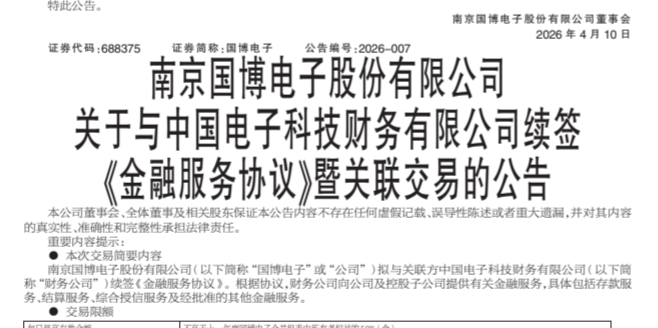 特此公告。
南京国博电子股份有限公司董事会
2026 年 4 月 10 日
证券代码:688375 证券简称:国博电子 公告编号:2026-007
南京国博电子股份有限公司
关于与中国电子科技财务有限公司续签
《金融服务协议》暨关联交易的公告
本公司董事会、全体董事及相关股东保证本公告内容不存在任何虚假记载、误导性陈述或者重大遗漏,并对其内容
的真实性、准确性和完整性承担法律责任。
重要内容提示:
● 本次交易简要内容
南京国博电子股份有限公司(以下简称“国博电子”或“公司”)拟与关联方中国电子科技财务有限公司(以下简
称“财务公司”)续签《金融服务协议》。根据协议,财务公司向公司及控股子公司提供有关金融服务,具体包括存款服
务、结算服务、综合授信服务及经批准的其他金融服务。
● 交易限额